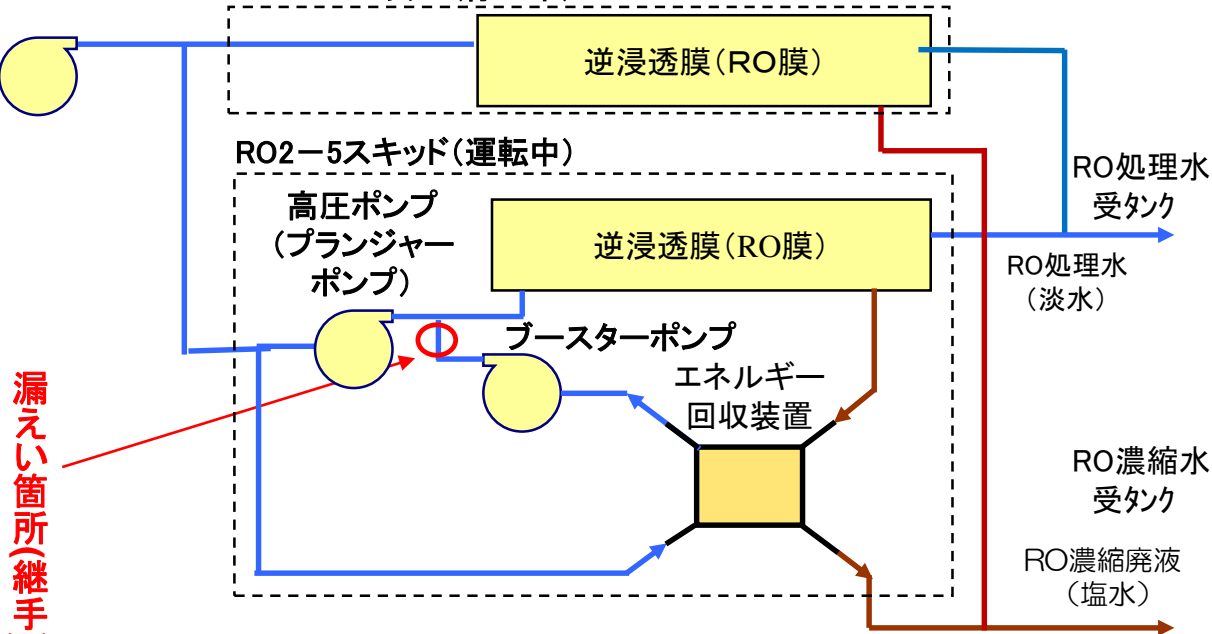 逆浸透膜(RO膜)
RO2-5スキッド(運転中)
高圧ポンプ
(プランジャー
ポンプ)
逆浸透膜(RO膜)
RO処理水
受タンク
RO処理水
(淡水)
ブースターポンプ
エネルギー
回収装置
漏えい箇所(継手
RO濃縮水
受タンク
RO濃縮廃液
(塩水)